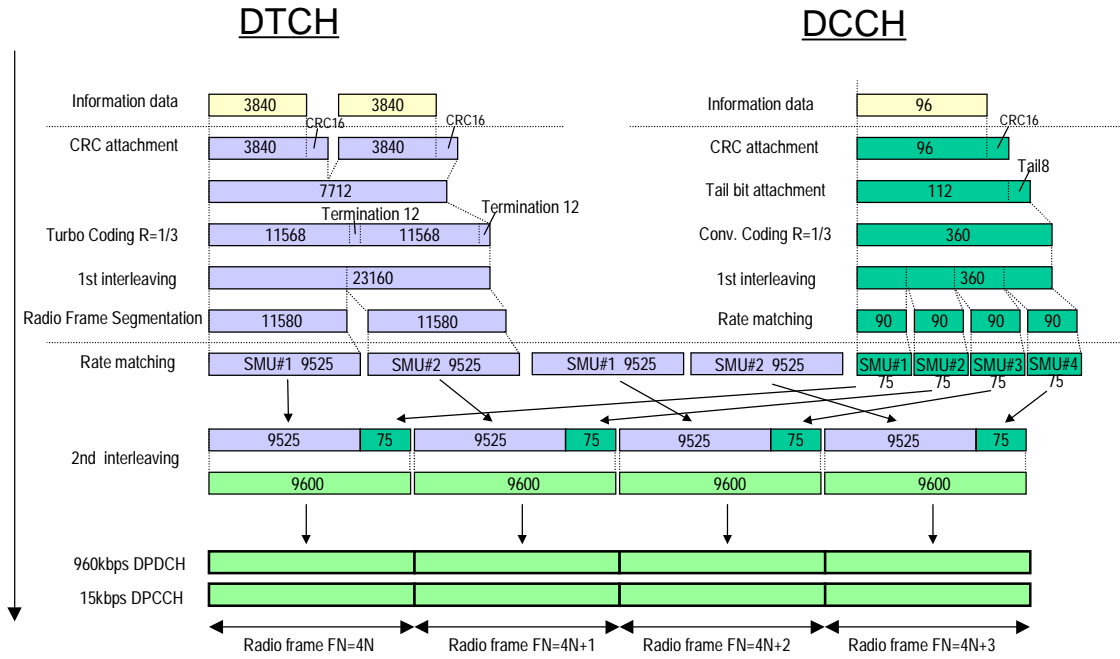 DTCH DCCH
Information data 3840 3840 Information data 96
CRC16 CRC16 CRC16
CRC attachment 3840 3840 CRC attachment 96
Tail8
7712 Tail bit attachment 112
Termination 12 Termination 12
Turbo Coding R=1/3 11568 11568 Conv. Coding R=1/3 360
1st interleaving 23160 1st interleaving 360
Radio Frame Segmentation 11580 11580 Rate matching 90 90 90 90
Rate matching SMU#1 9525 SMU#2 9525 SMU#1 9525 SMU#2 9525 SMU#1 SMU#2 SMU#3 SMU#4
75 75 75 75
9525 75 9525 75 9525 75 9525 75
2nd interleaving
9600 9600 9600 9600
960kbps DPDCH
15kbps DPCCH
Radio frame FN=4N Radio frame FN=4N+1 Radio frame FN=4N+2 Radio frame FN=4N+3